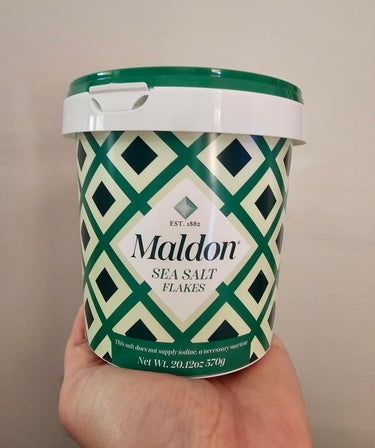 EST. 1882
Maldon®
SEA SALT
FLAKES
This salt does not supply iodine, a necessary nutrient
Net Wt. 20.12oz 570g